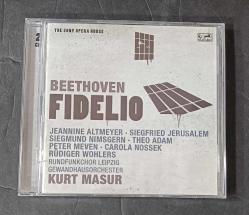 THE SONY OPERA HOUSE
BEETHOVEN
FIDELIO
JEANNINE ALTMEYER · SIEGFRIED JERUSALEM
SIEGMUND NIMSGERN · THEO ADAM
PETER MEVEN · CAROLA NOSSEK
RÜDIGER WOHLERS
RUNDFUNKCHOR LEIPZIG
GEWANDHAUSORCHESTER
KURT MASUR